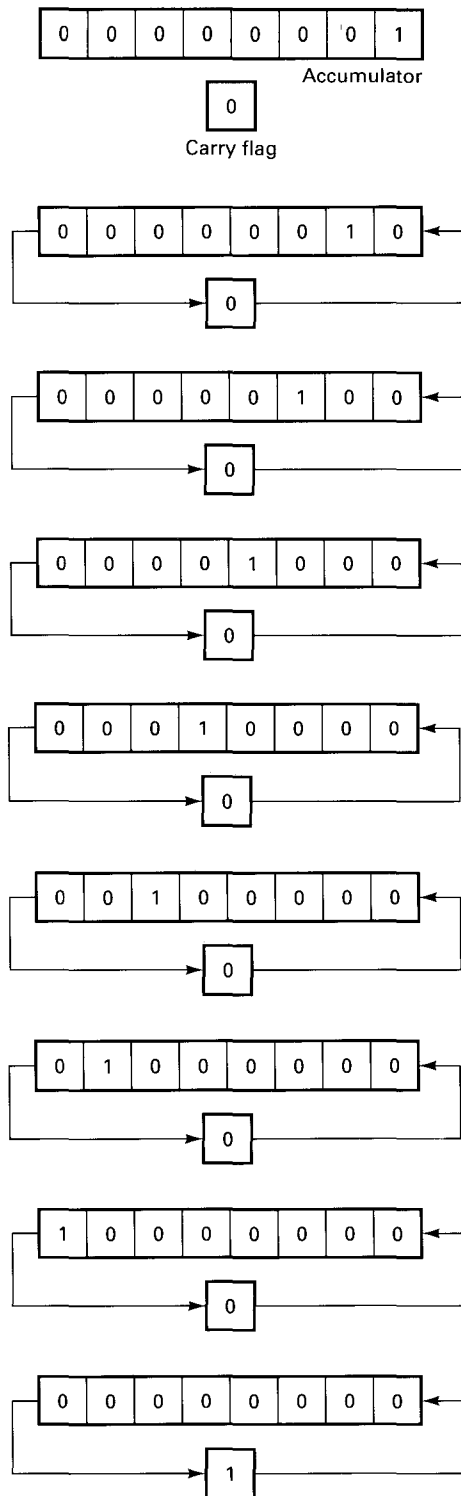 0 0 0 0 0 0 0 1
Accumulator
0
Carry flag
0 0 0 0 0 0 1 0
0
0 0 0 0 0 1 0 0
0
0 0 0 0 1 0 0 0
0
0 0 0 1 0 0 0 0
0
0 0 1 0 0 0 0 0
0
0 1 0 0 0 0 0 0
0
1 0 0 0 0 0 0 0
0
0 0 0 0 0 0 0 0
1